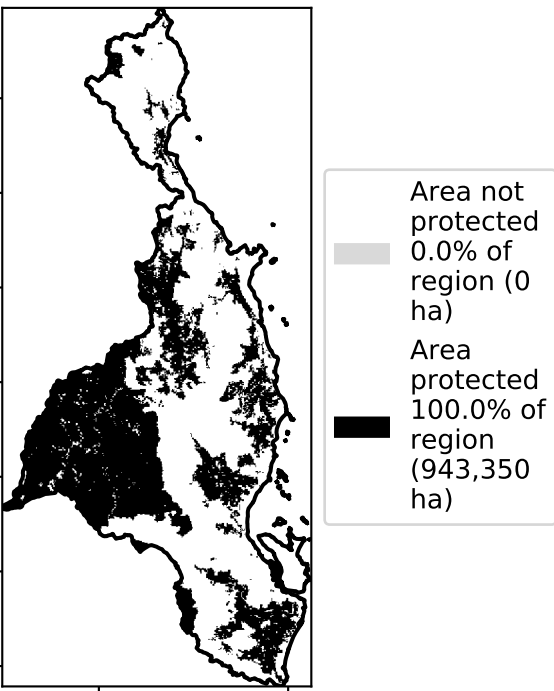 Area not
protected
0.0% of
region (0
ha)
Area
protected
100.0% of
region
(943,350
ha)